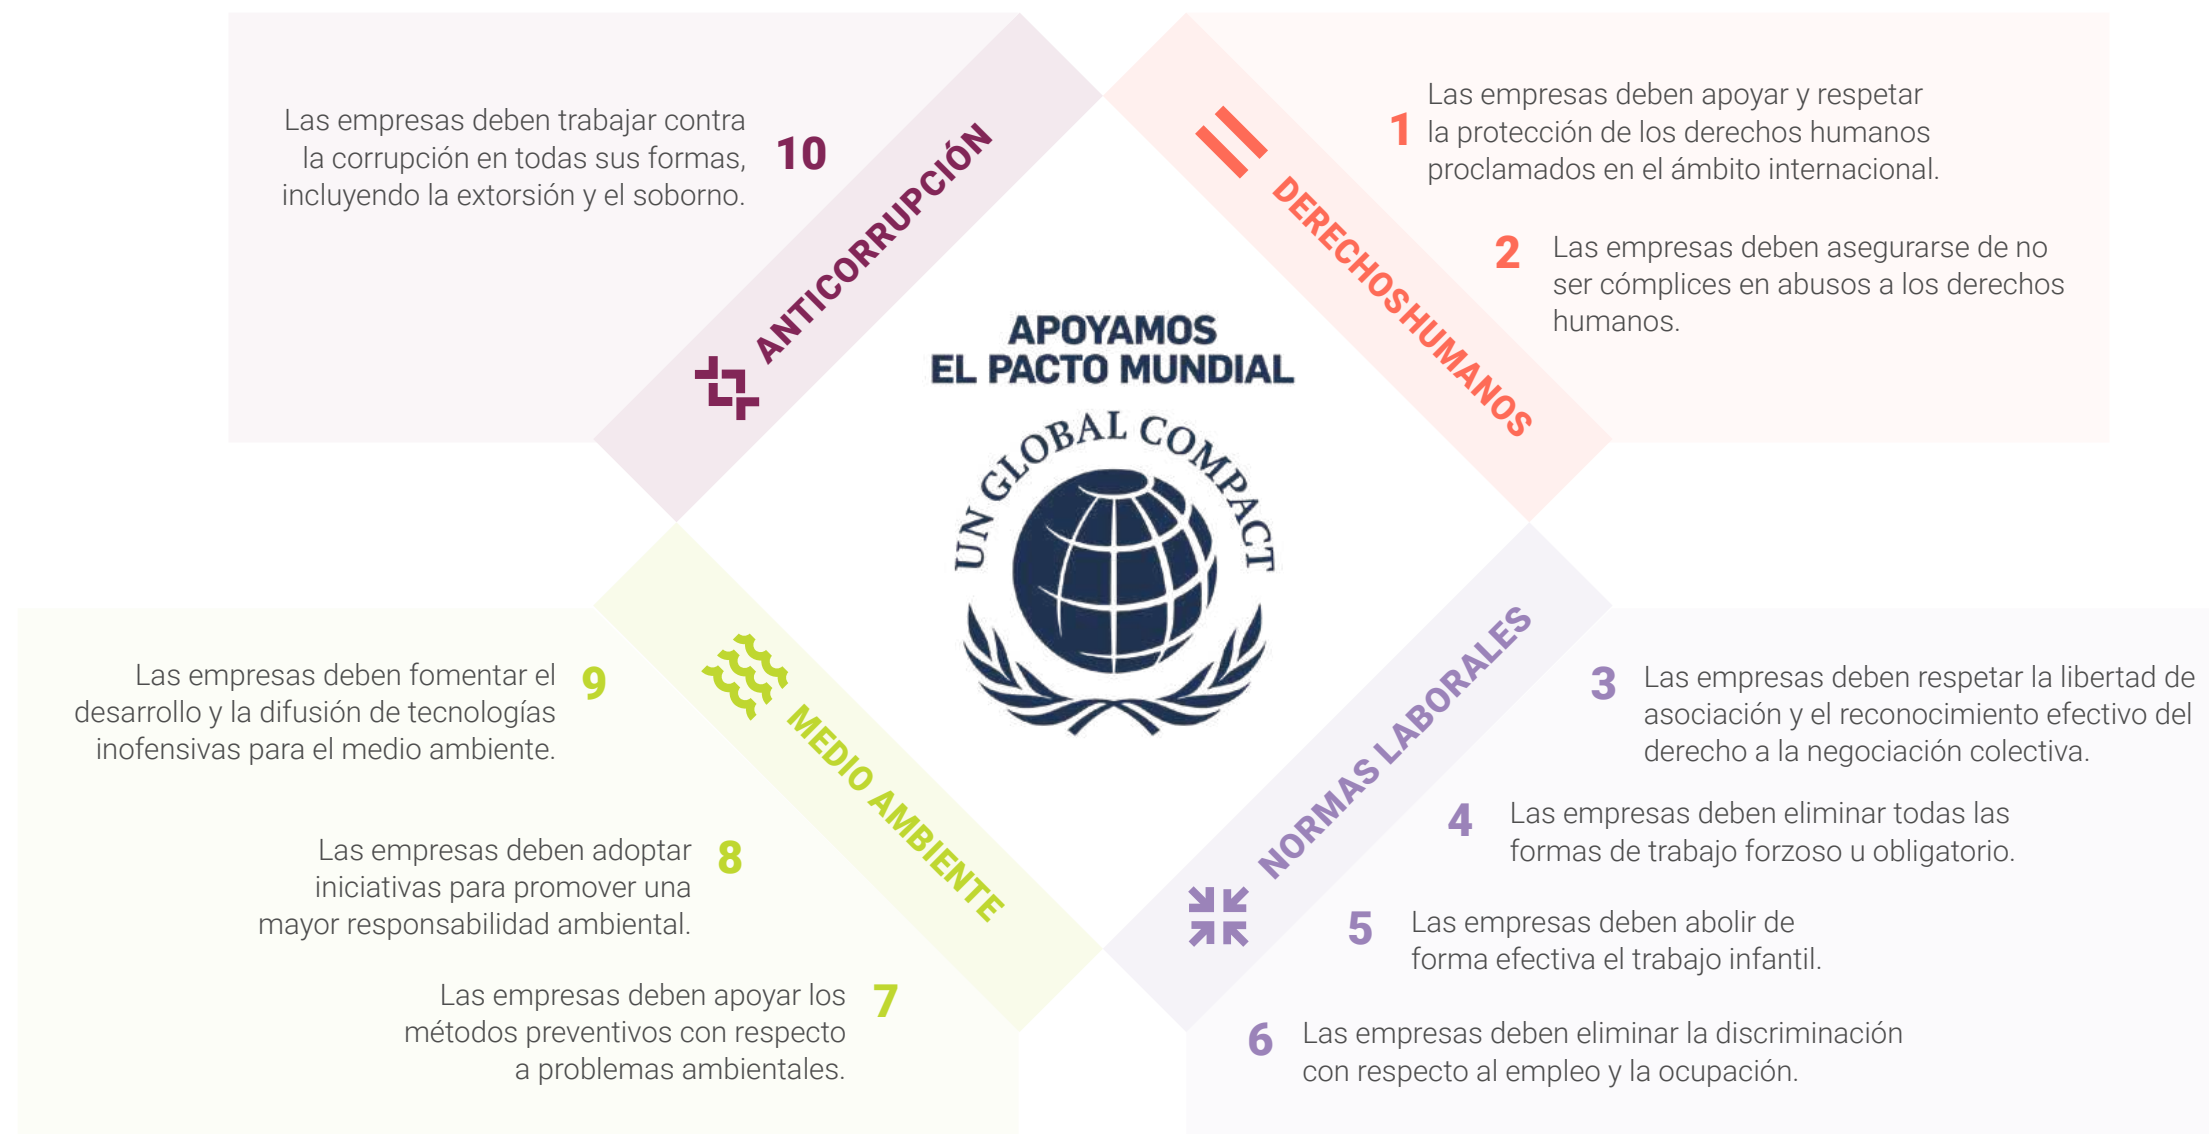 APOYAMOS
EL PACTO MUNDIAL
UN GLOBAL COMPACT
DERECHOSHUMANOS
1
Las empresas deben apoyar y respetar
la protección de los derechos humanos
proclamados en el ámbito internacional.
2
Las empresas deben asegurarse de no
ser cómplices en abusos a los derechos
humanos.
NORMAS LABORALES
3
Las empresas deben respetar la libertad de
asociación y el reconocimiento efectivo del
derecho a la negociación colectiva.
4
Las empresas deben eliminar todas las
formas de trabajo forzoso u obligatorio.
5
Las empresas deben abolir de
forma efectiva el trabajo infantil.
6
Las empresas deben eliminar la discriminación
con respecto al empleo y la ocupación.
MEDIO AMBIENTE
7
Las empresas deben apoyar los
métodos preventivos con respecto
a problemas ambientales.
8
Las empresas deben adoptar
iniciativas para promover una
mayor responsabilidad ambiental.
9
Las empresas deben fomentar el
desarrollo y la difusión de tecnologías
inofensivas para el medio ambiente.
ANTICORRUPCIÓN
10
Las empresas deben trabajar contra
la corrupción en todas sus formas,
incluyendo la extorsión y el soborno.